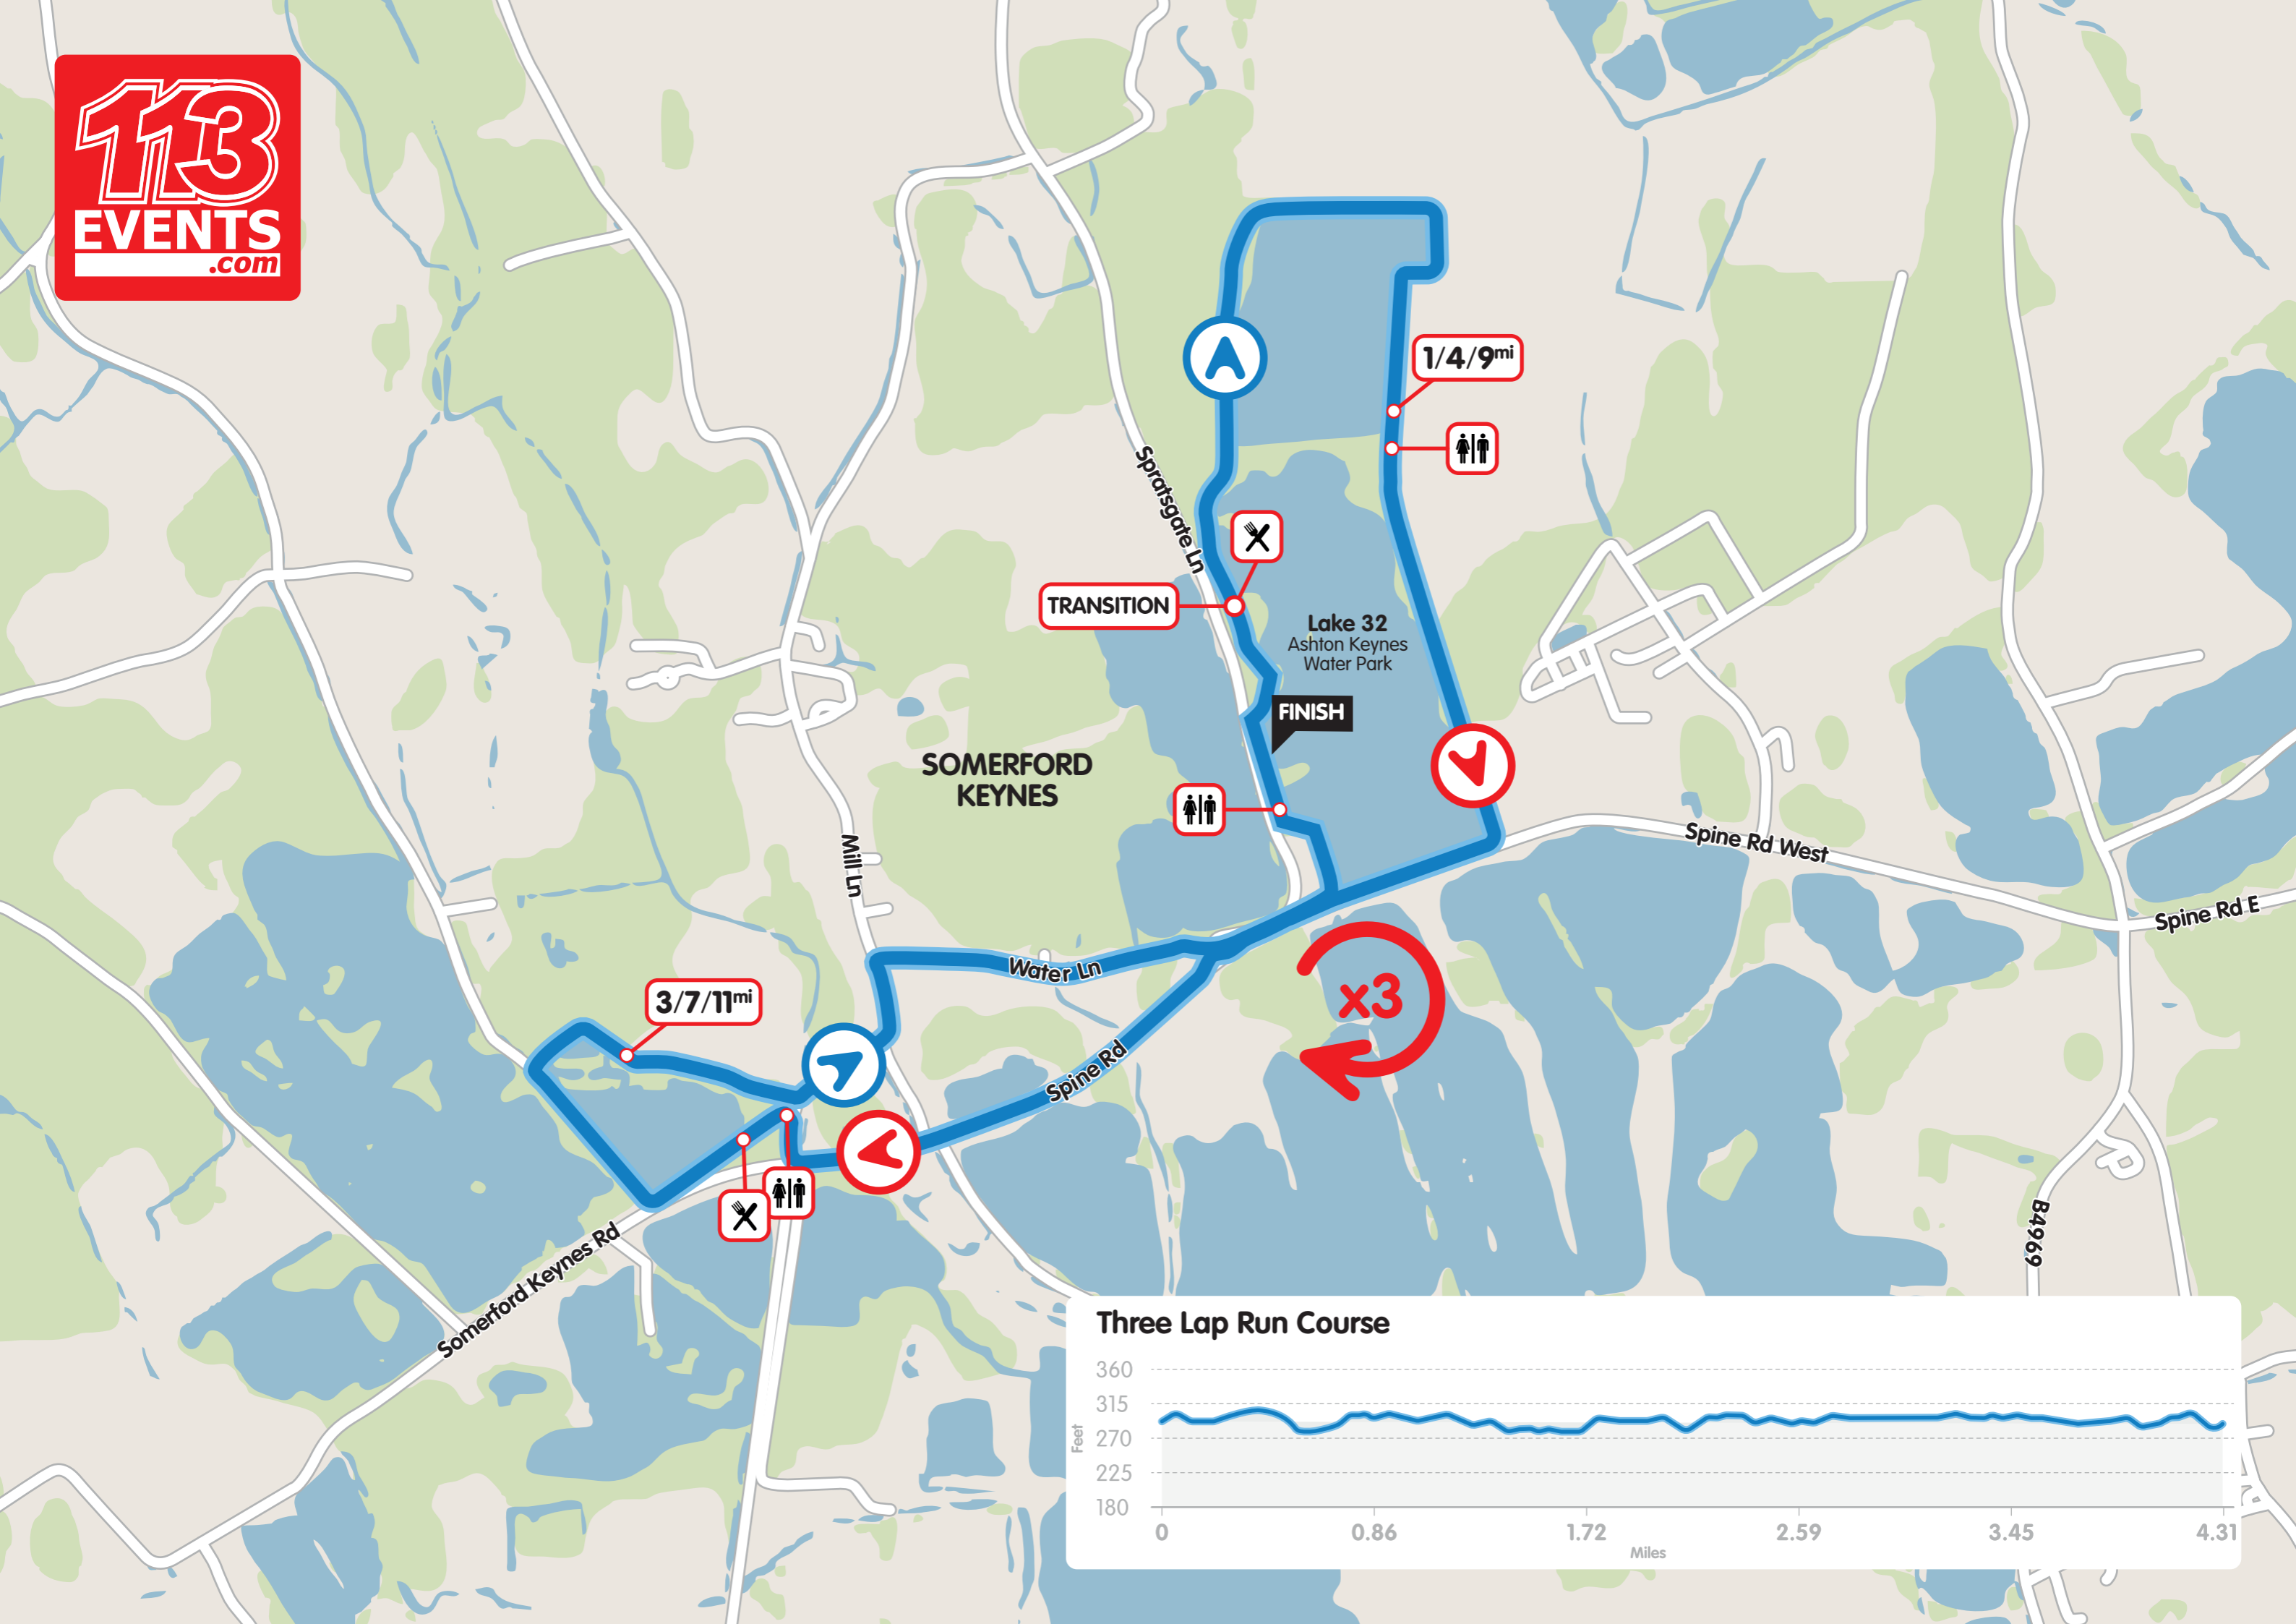 113
EVENTS
.com
1/4/9mi
Spratsgate Ln
TRANSITION
Lake 32
Ashton Keynes
Water Park
FINISH
SOMERFORD
KEYNES
Mill Ln
Spine Rd West
Spine Rd E
Water Ln
3/7/11mi
x3
Spine Rd
Somerford Keynes Rd
B4969
Three Lap Run Course
360
315
270
225
180
Feet
0 0.86 1.72 2.59 3.45 4.31
Miles